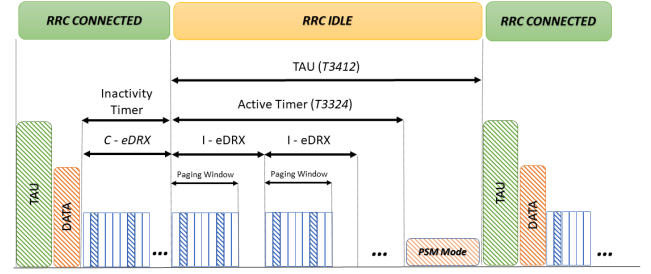 RRC CONNECTED
RRC IDLE
RRC CONNECTED
TAU (T3412)
Inactivity
Timer
Active Timer (T3324)
C - eDRX
I - eDRX
I - eDRX
Paging Window
Paging Window
TAU
DATA
...
...
PSM Mode
TAU
DATA
...